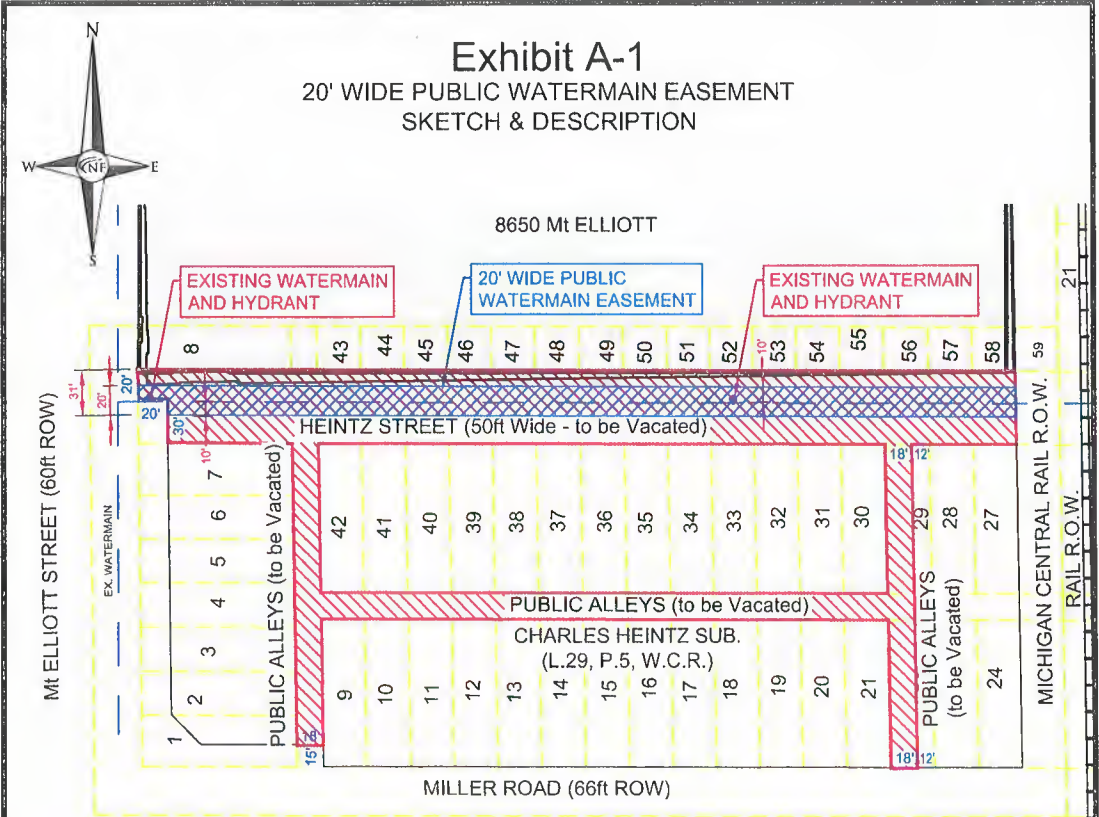 N
W
NF
E
S
Exhibit A-1
20' WIDE PUBLIC WATERMAIN EASEMENT
SKETCH & DESCRIPTION
8650 Mt ELLIOTT
EXISTING WATERMAIN
AND HYDRANT
20' WIDE PUBLIC
WATERMAIN EASEMENT
EXISTING WATERMAIN
AND HYDRANT
21
8
43
44
45
46
47
48
49
50
51
52
53
54
55
56
57
58
59
10'
31'
20'
20'
20'
30'
10'
HEINTZ STREET (50ft Wide - to be Vacated)
18'
12'
Mt ELLIOTT STREET (60ft ROW)
EX. WATERMAIN
7
6
5
4
3
2
1
PUBLIC ALLEYS (to be Vacated)
42
41
40
39
38
37
36
35
34
33
32
31
30
29
28
27
PUBLIC ALLEYS (to be Vacated)
CHARLES HEINTZ SUB.
(L.29, P.5, W.C.R.)
9
10
11
12
13
14
15
16
17
18
19
20
21
PUBLIC ALLEYS
(to be Vacated)
24
MICHIGAN CENTRAL RAIL R.O.W.
RAIL R.O.W.
18'
15'
18'
12'
MILLER ROAD (66ft ROW)